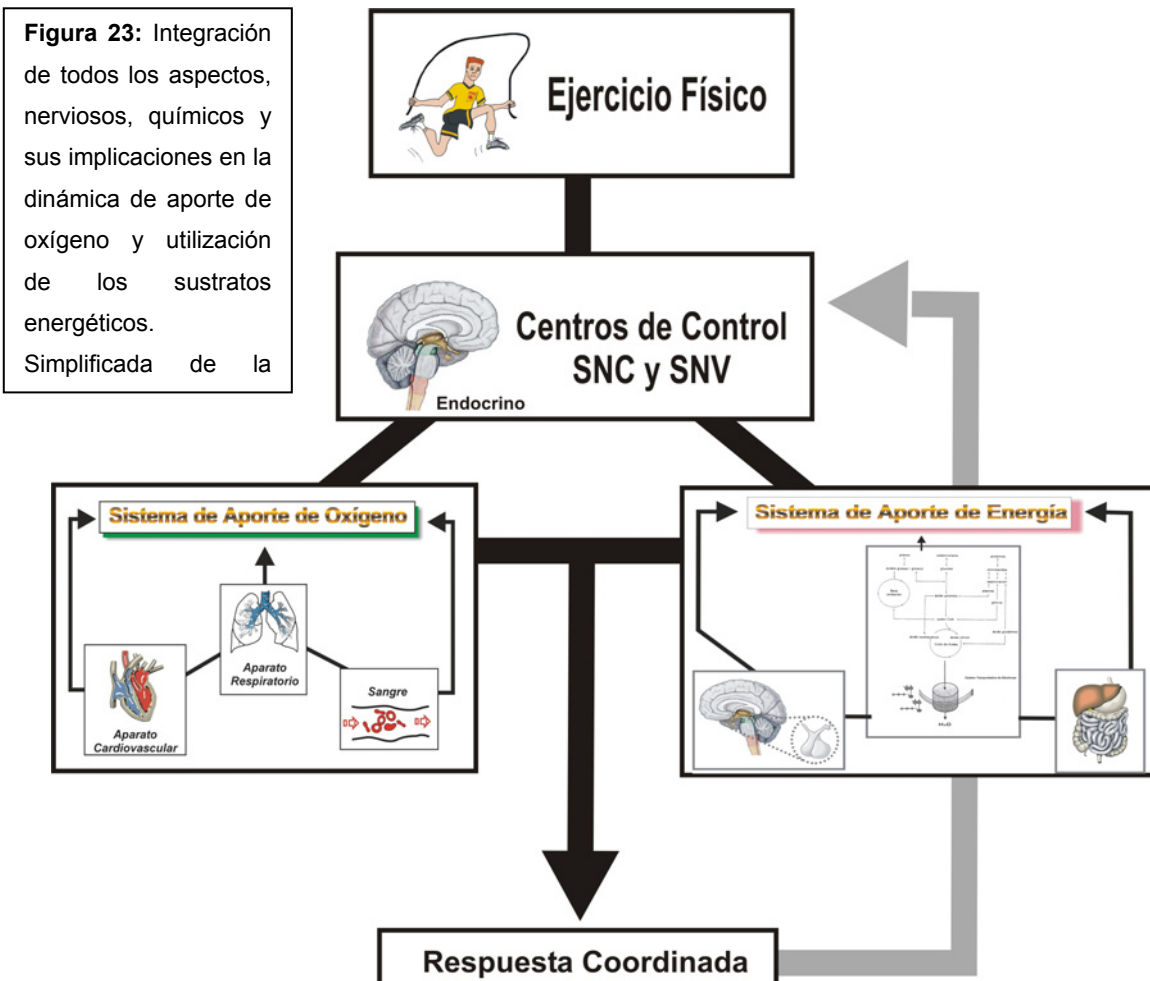 Figura 23: Integración
de todos los aspectos,
nerviosos, químicos y
sus implicaciones en la
dinámica de aporte de
oxígeno y utilización
de los sustratos
energéticos.
Simplificada de la
Ejercicio Físico
Centros de Control
SNC y SNV
Endocrino
Sistema de Aporte de Oxígeno
Aparato
Respiratorio
Aparato
Cardiovascular
Sangre
Sistema de Aporte de Energía
Respuesta Coordinada